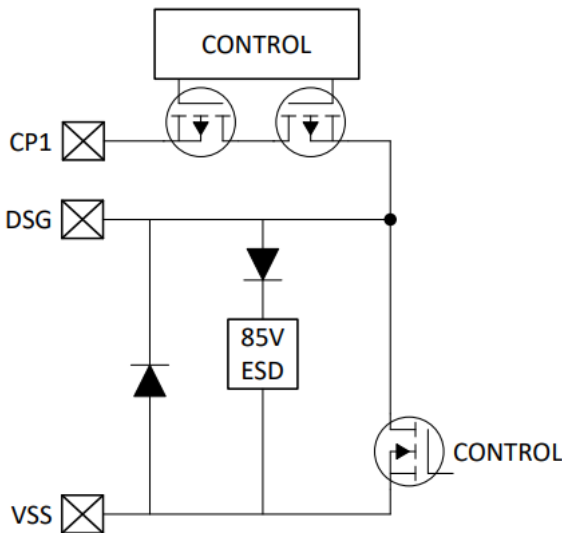 CONTROL
CP1
DSG
85V
ESD
CONTROL
VSS